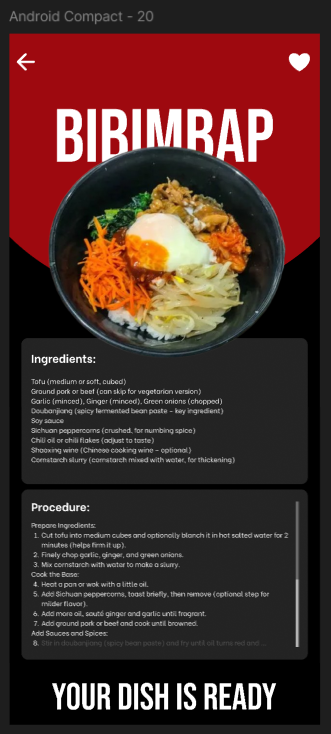 Android Compact - 20
BIBIMBAP
Ingredients:
Tofu (medium or soft, cubed)
Ground pork or beef (can skip for vegetarian version)
Garlic (minced), Ginger (minced), Green onions (chopped)
Doubanjiang (spicy fermented bean paste – key ingredient)
Soy sauce
Sichuan peppercorns (crushed, for numbing spice)
Chili oil or chili flakes (adjust to taste)
Shaoxing wine (Chinese cooking wine – optional)
Cornstarch slurry (cornstarch mixed with water, for thickening)
Procedure:
Prepare Ingredients:
1. Cut tofu into medium cubes and optionally blanch it in hot salted water for 2
minutes (helps firm it up).
2. Finely chop garlic, ginger, and green onions.
3. Mix cornstarch with water to make a slurry.
Cook the Base:
4. Heat a pan or wok with a little oil.
5. Add Sichuan peppercorns, toast briefly, then remove (optional step for
milder flavor).
6. Add more oil, sauté ginger and garlic until fragrant.
7. Add ground pork or beef and cook until browned.
Add Sauces and Spices:
8. Stir in doubanjiang (spicy bean paste) and fry until oil turns red and ...
YOUR DISH IS READY